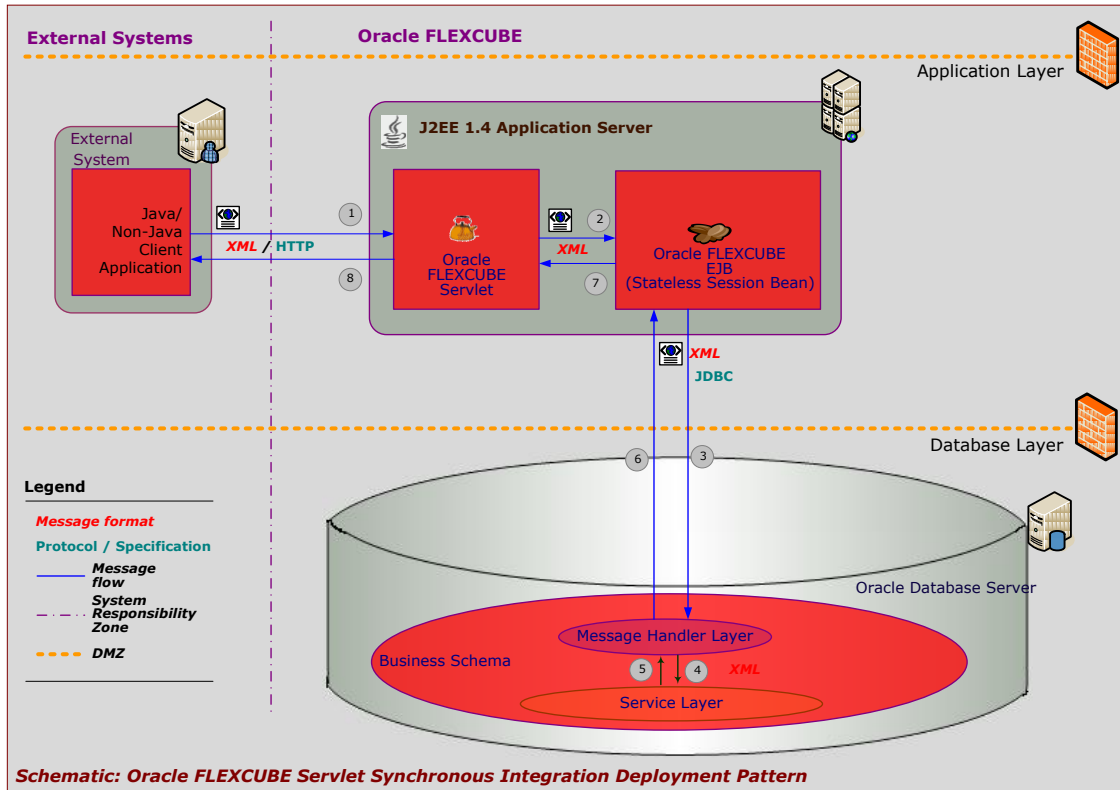 External Systems
Oracle FLEXCUBE
Application Layer
J2EE 1.4 Application Server
External
System
Java/
Non-Java
Client
Application
1
XML / HTTP
8
Oracle
FLEXCUBE
Servlet
2
XML
7
Oracle FLEXCUBE
EJB
(Stateless Session Bean)
XML
JDBC
Database Layer
6
3
Legend
Message format
Protocol / Specification
Message
flow
System
Responsibility
Zone
DMZ
Oracle Database Server
Message Handler Layer
Business Schema
5
4
XML
Service Layer
Schematic: Oracle FLEXCUBE Servlet Synchronous Integration Deployment Pattern